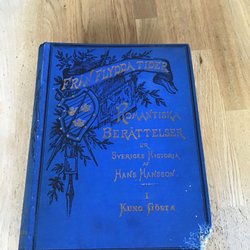 FRÅN FLYDDA TIDER
ROMANTISKA
BERÄTTELSER
UR
SVERIGES HISTORIA
AF
HANS HANSSON.
I
KUNG GÖSTA